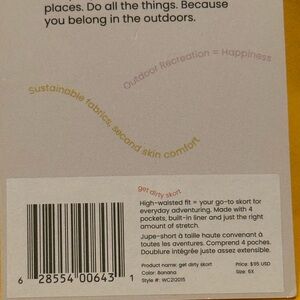 places. Do all the things. Because
you belong in the outdoors.
Outdoor Recreation = Happiness
Sustainable fabrics, second skin comfort
get dirty skort
High-waisted fit = your go-to skort for
everyday adventuring. Made with 4
pockets, built-in liner and just the right
amount of stretch.
Jupe-short à taille haute convenant à
toutes les aventures. Comprend 4 poches.
Doublure intégrée juste assez extensible.
Product name: get dirty skort
Price: $95 USD
Color: Banana
Size: 6X
Style #: WC20015
6 28554 00643 1